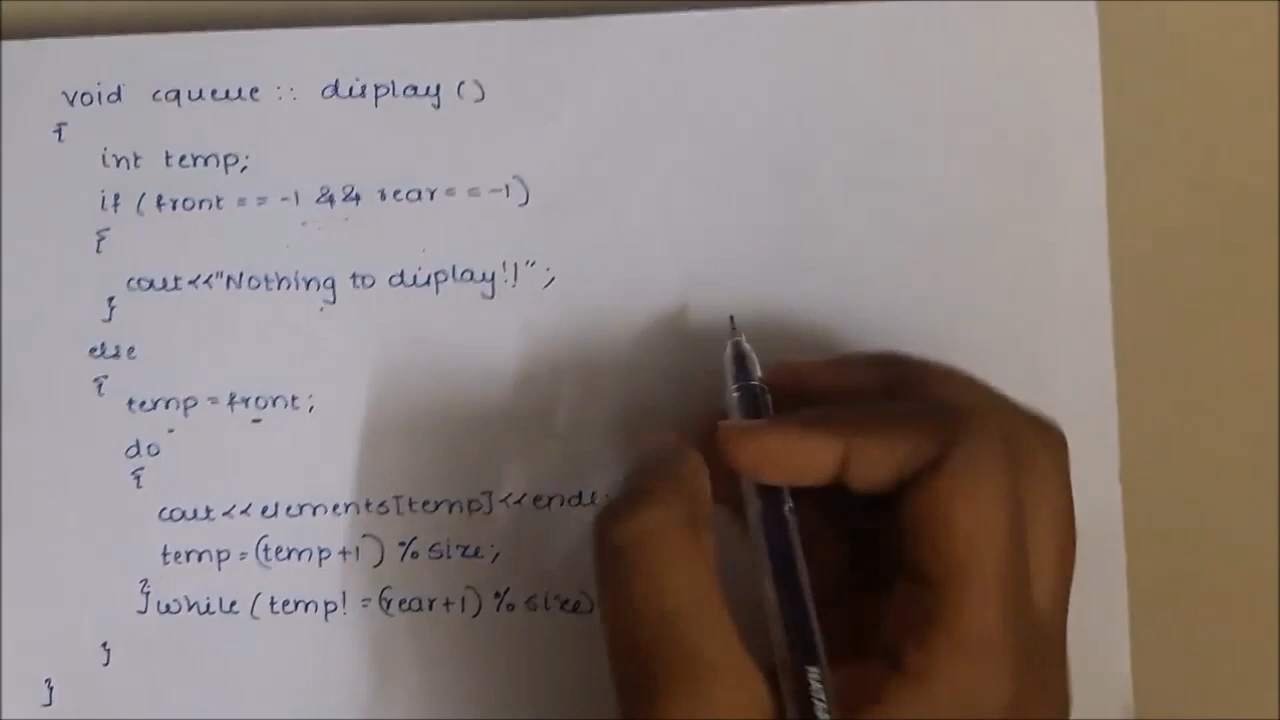 void cqueue :: display ()
{
int temp;
if (front == -1 && rear == -1)
{
cout<<"Nothing to display!!";
}
else
{
temp = front;
do
{
cout<<elements[temp]<<endl
temp = (temp+1) % size;
} while (temp! = (rear+1) % size)
}
}